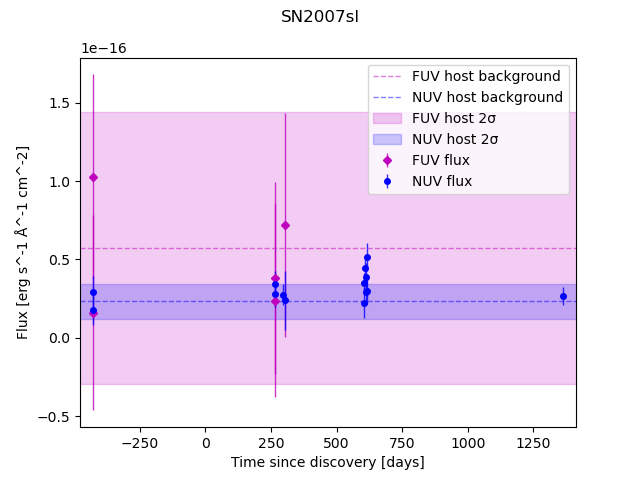 SN2007sl
1e−16
FUV host background
NUV host background
FUV host 2σ
NUV host 2σ
FUV flux
NUV flux
1.5
1.0
0.5
0.0
−0.5
Flux [erg s^-1 Å^-1 cm^-2]
−250
0
250
500
750
1000
1250
Time since discovery [days]